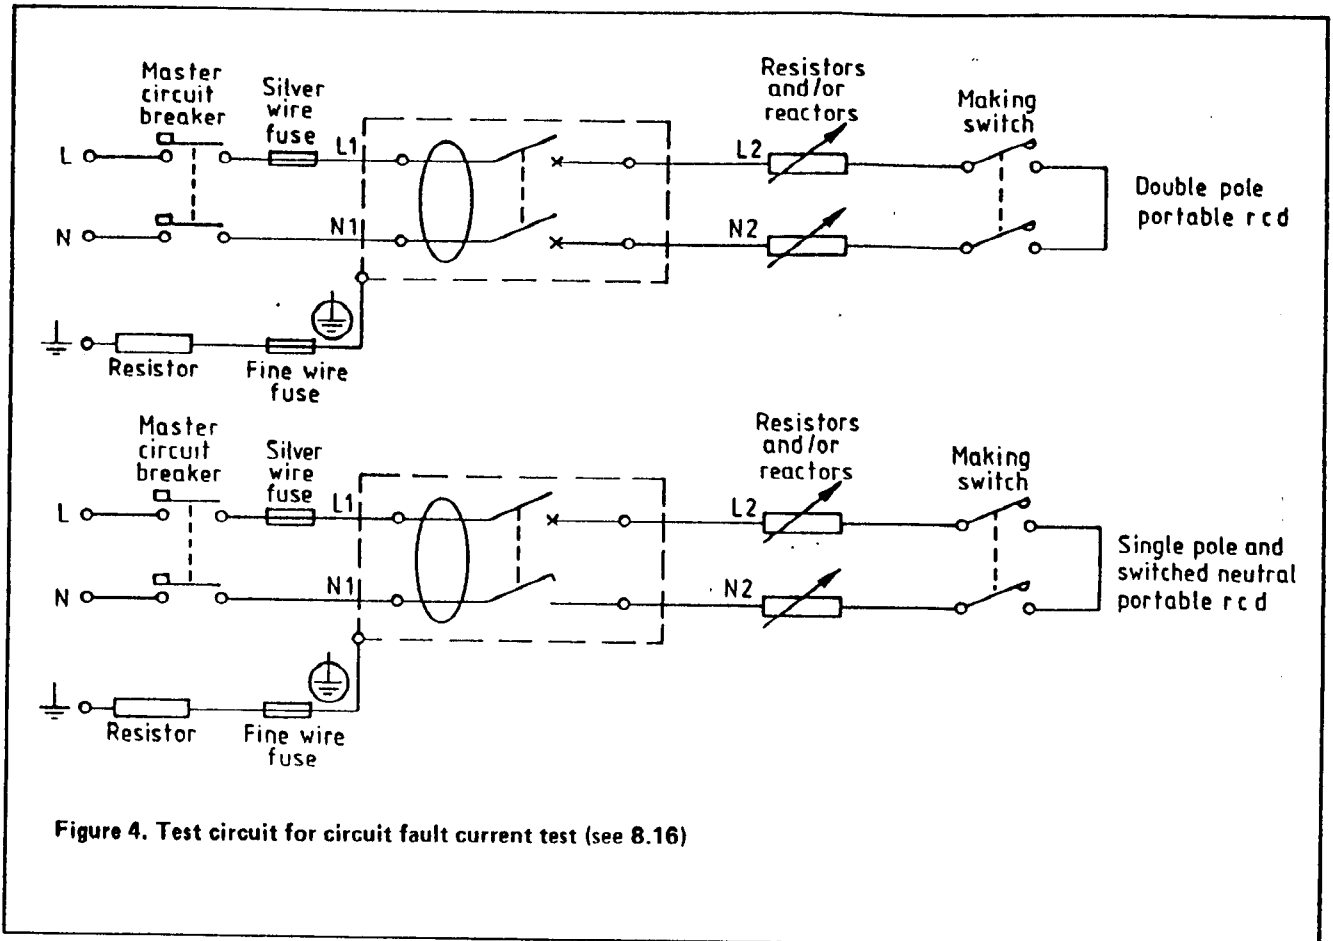 Master
circuit
breaker
Silver
wire
fuse
Resistors
and/or
reactors
Making
switch
L
L1
L2
N
N1
N2
Double pole
portable rcd
Resistor
Fine wire
fuse
Master
circuit
breaker
Silver
wire
fuse
Resistors
and/or
reactors
Making
switch
L
L1
L2
N
N1
N2
Single pole and
switched neutral
portable rcd
Resistor
Fine wire
fuse
Figure 4. Test circuit for circuit fault current test (see 8.16)